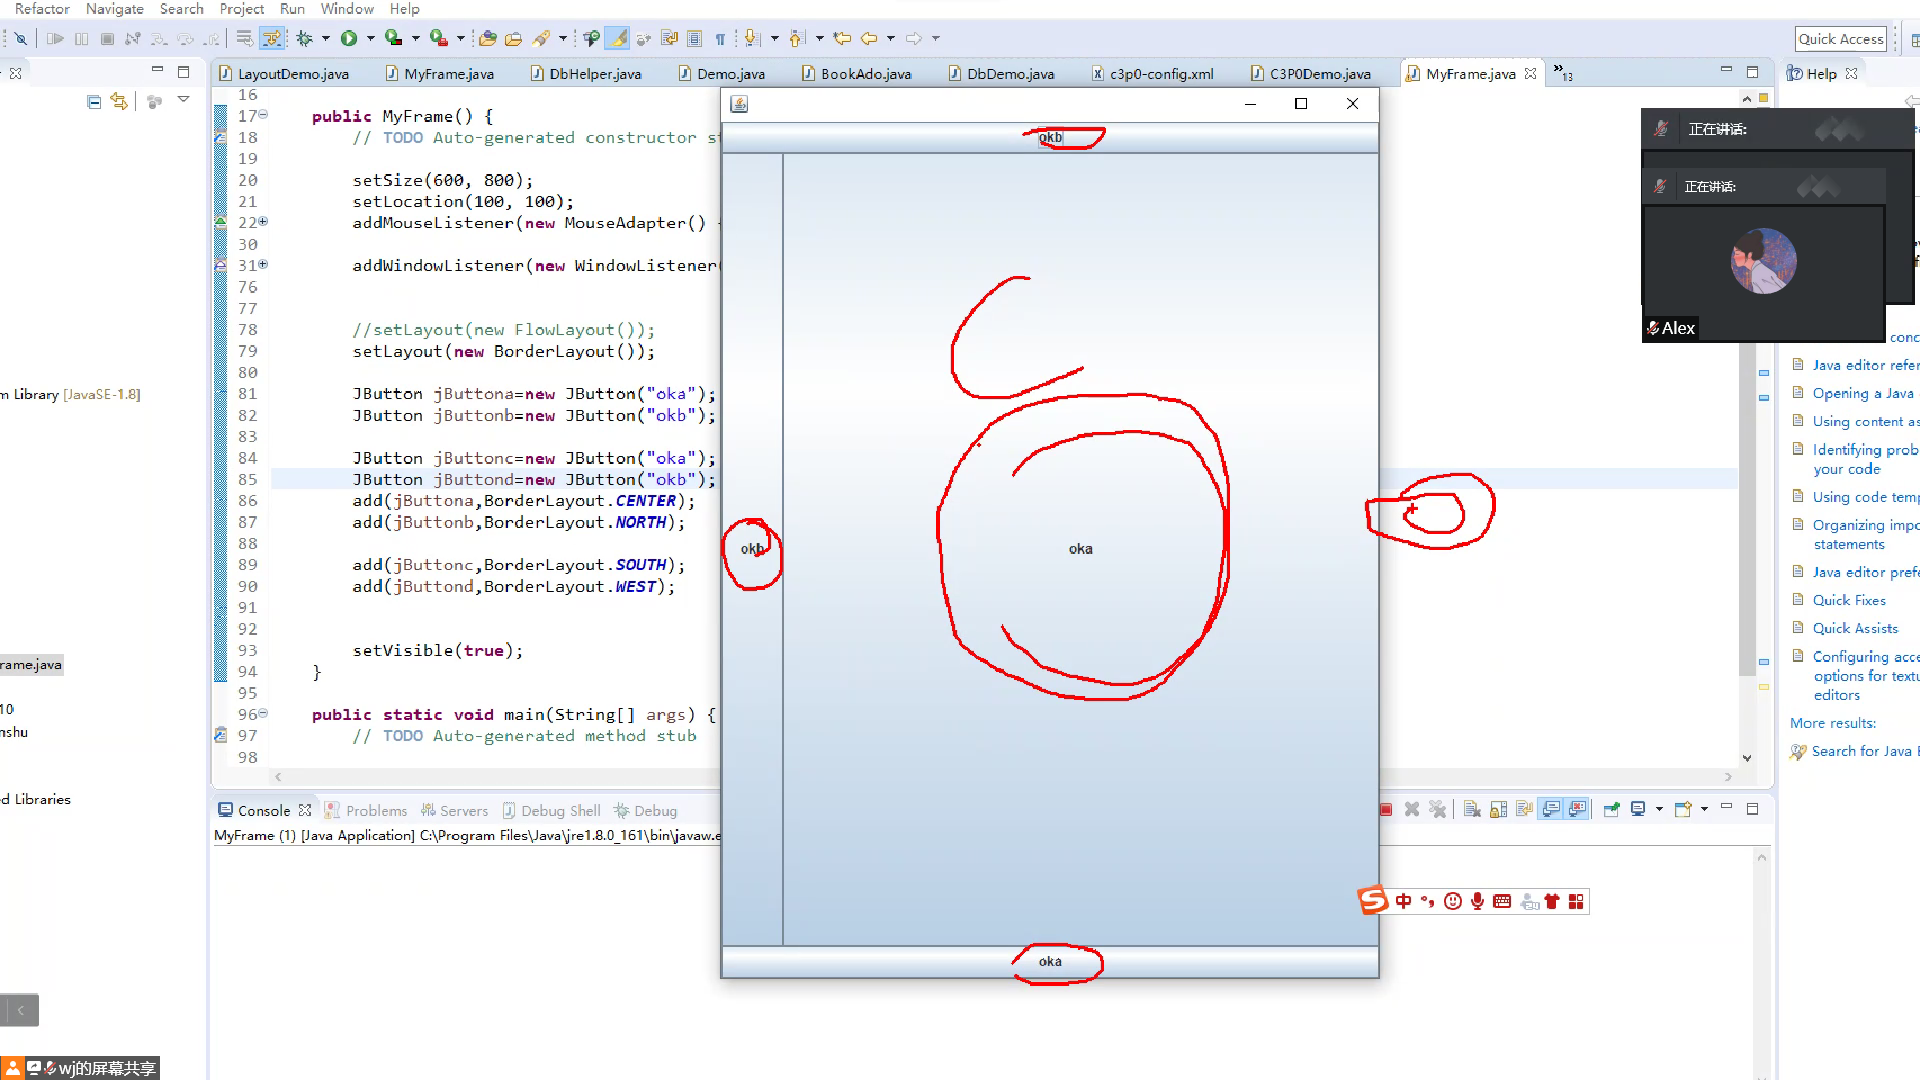 Refactor Navigate Search Project Run Window Help
Quick Access
LayoutDemo.java MyFrame.java DbHelper.java Demo.java BookAdo.java DbDemo.java c3p0-config.xml C3P0Demo.java MyFrame.java 13
Help
16
17 public MyFrame() {
18 // TODO Auto-generated constructor st
19
20 setSize(600, 800);
21 setLocation(100, 100);
22 addMouseListener(new MouseAdapter() {
30
31 addWindowListener(new WindowListener(
76
77
78 //setLayout(new FlowLayout());
79 setLayout(new BorderLayout());
80
81 JButton jButtona=new JButton("oka");
82 JButton jButtonb=new JButton("okb");
83
84 JButton jButtonc=new JButton("oka");
85 JButton jButtond=new JButton("okb");
86 add(jButtona,BorderLayout.CENTER);
87 add(jButtonb,BorderLayout.NORTH);
88
89 add(jButtonc,BorderLayout.SOUTH);
90 add(jButtond,BorderLayout.WEST);
91
92
93 setVisible(true);
94 }
95
96 public static void main(String[] args) {
97 // TODO Auto-generated method stub
98
m Library [JavaSE-1.8]
rame.java
10
nshu
d Libraries
okb
okb
oka
oka
正在讲话:
正在讲话:
Alex
conc
Java editor refer
Opening a Java
Using content as
Identifying prob
your code
Using code temp
Organizing impo
statements
Java editor prefe
Quick Fixes
Quick Assists
Configuring acce
options for textu
editors
More results:
Search for Java E
Console Problems Servers Debug Shell Debug
MyFrame (1) [Java Application] C:\Program Files\Java\jre1.8.0_161\bin\javaw.e
S 中
wj的屏幕共享